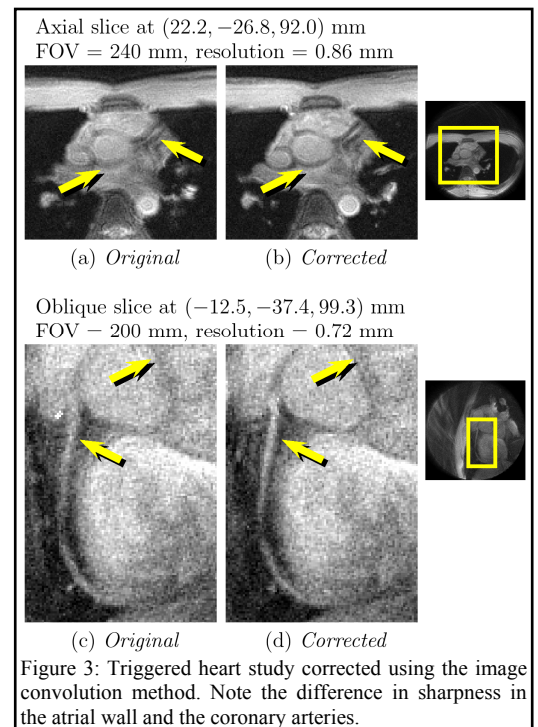 Axial slice at (22.2, −26.8, 92.0) mm
FOV = 240 mm, resolution = 0.86 mm
(a) Original
(b) Corrected
Oblique slice at (−12.5, −37.4, 99.3) mm
FOV − 200 mm, resolution − 0.72 mm
(c) Original
(d) Corrected
Figure 3: Triggered heart study corrected using the image
convolution method. Note the difference in sharpness in
the atrial wall and the coronary arteries.